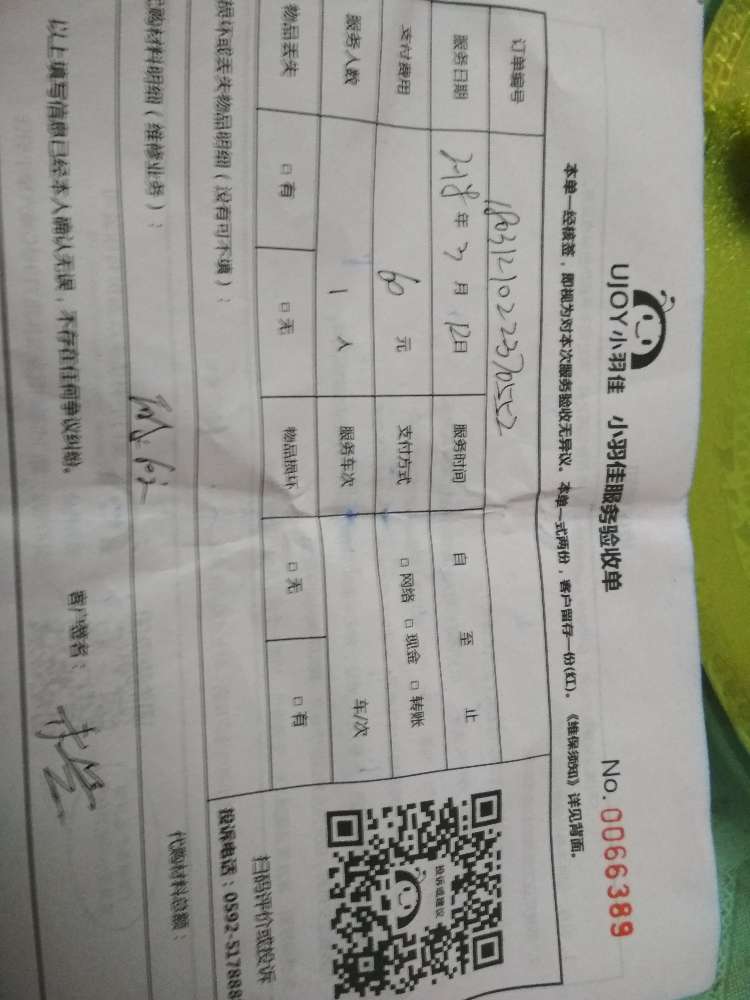 UJOY小羽佳 小羽佳服务验收单 No.0066389
本单一经核签，即视为对本次服务验收无异议。本单一式两份，客户留存一份(红)。《维保须知》详见背面。
订单编号
服务日期 年 3 月 12日 服务时间 自 至 止
支付费用 60 元 支付方式 □ 网络 □ 现金 □ 转账
服务人数 1 人 服务车次 车/次
物品丢失 □ 有 □ 无 物品损坏 □ 无 □ 有
投诉或建议
扫码评价或投诉
投诉电话：0592-517888
损坏或丢失物品明细（没有可不填）：
购材料明细（维修业务）： 代购材料总额：
以上填写信息已经本人确认无误，不存在任何争议纠纷。 客户签名：